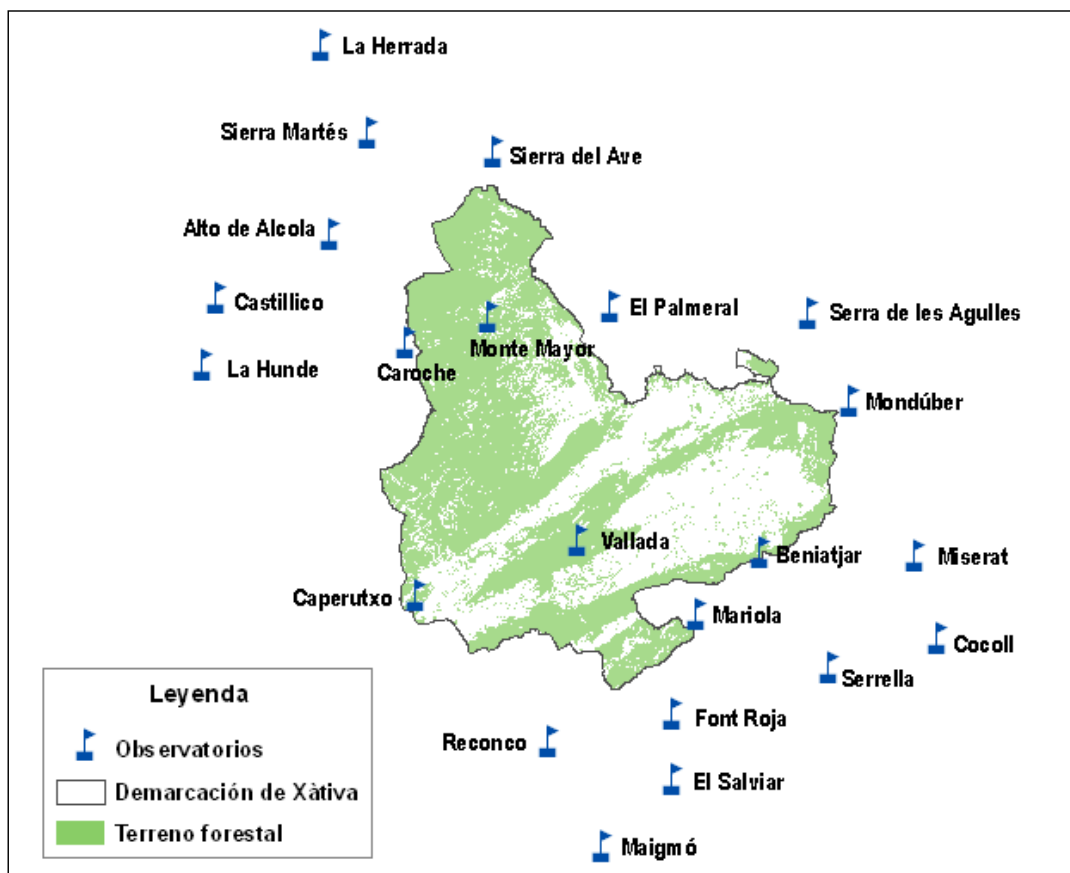 La Herrada
Sierra Martés
Sierra del Ave
Alto de Alcola
Castillico
El Palmeral
Serra de les Agulles
Monte Mayor
La Hunde
Caroche
Mondúber
Vallada
Beniatjar
Miserat
Caperutxo
Mariola
Cocoll
Serrella
Leyenda
Font Roja
Reconco
Observatorios
El Salviar
Demarcación de Xàtiva
Terreno forestal
Maigmó